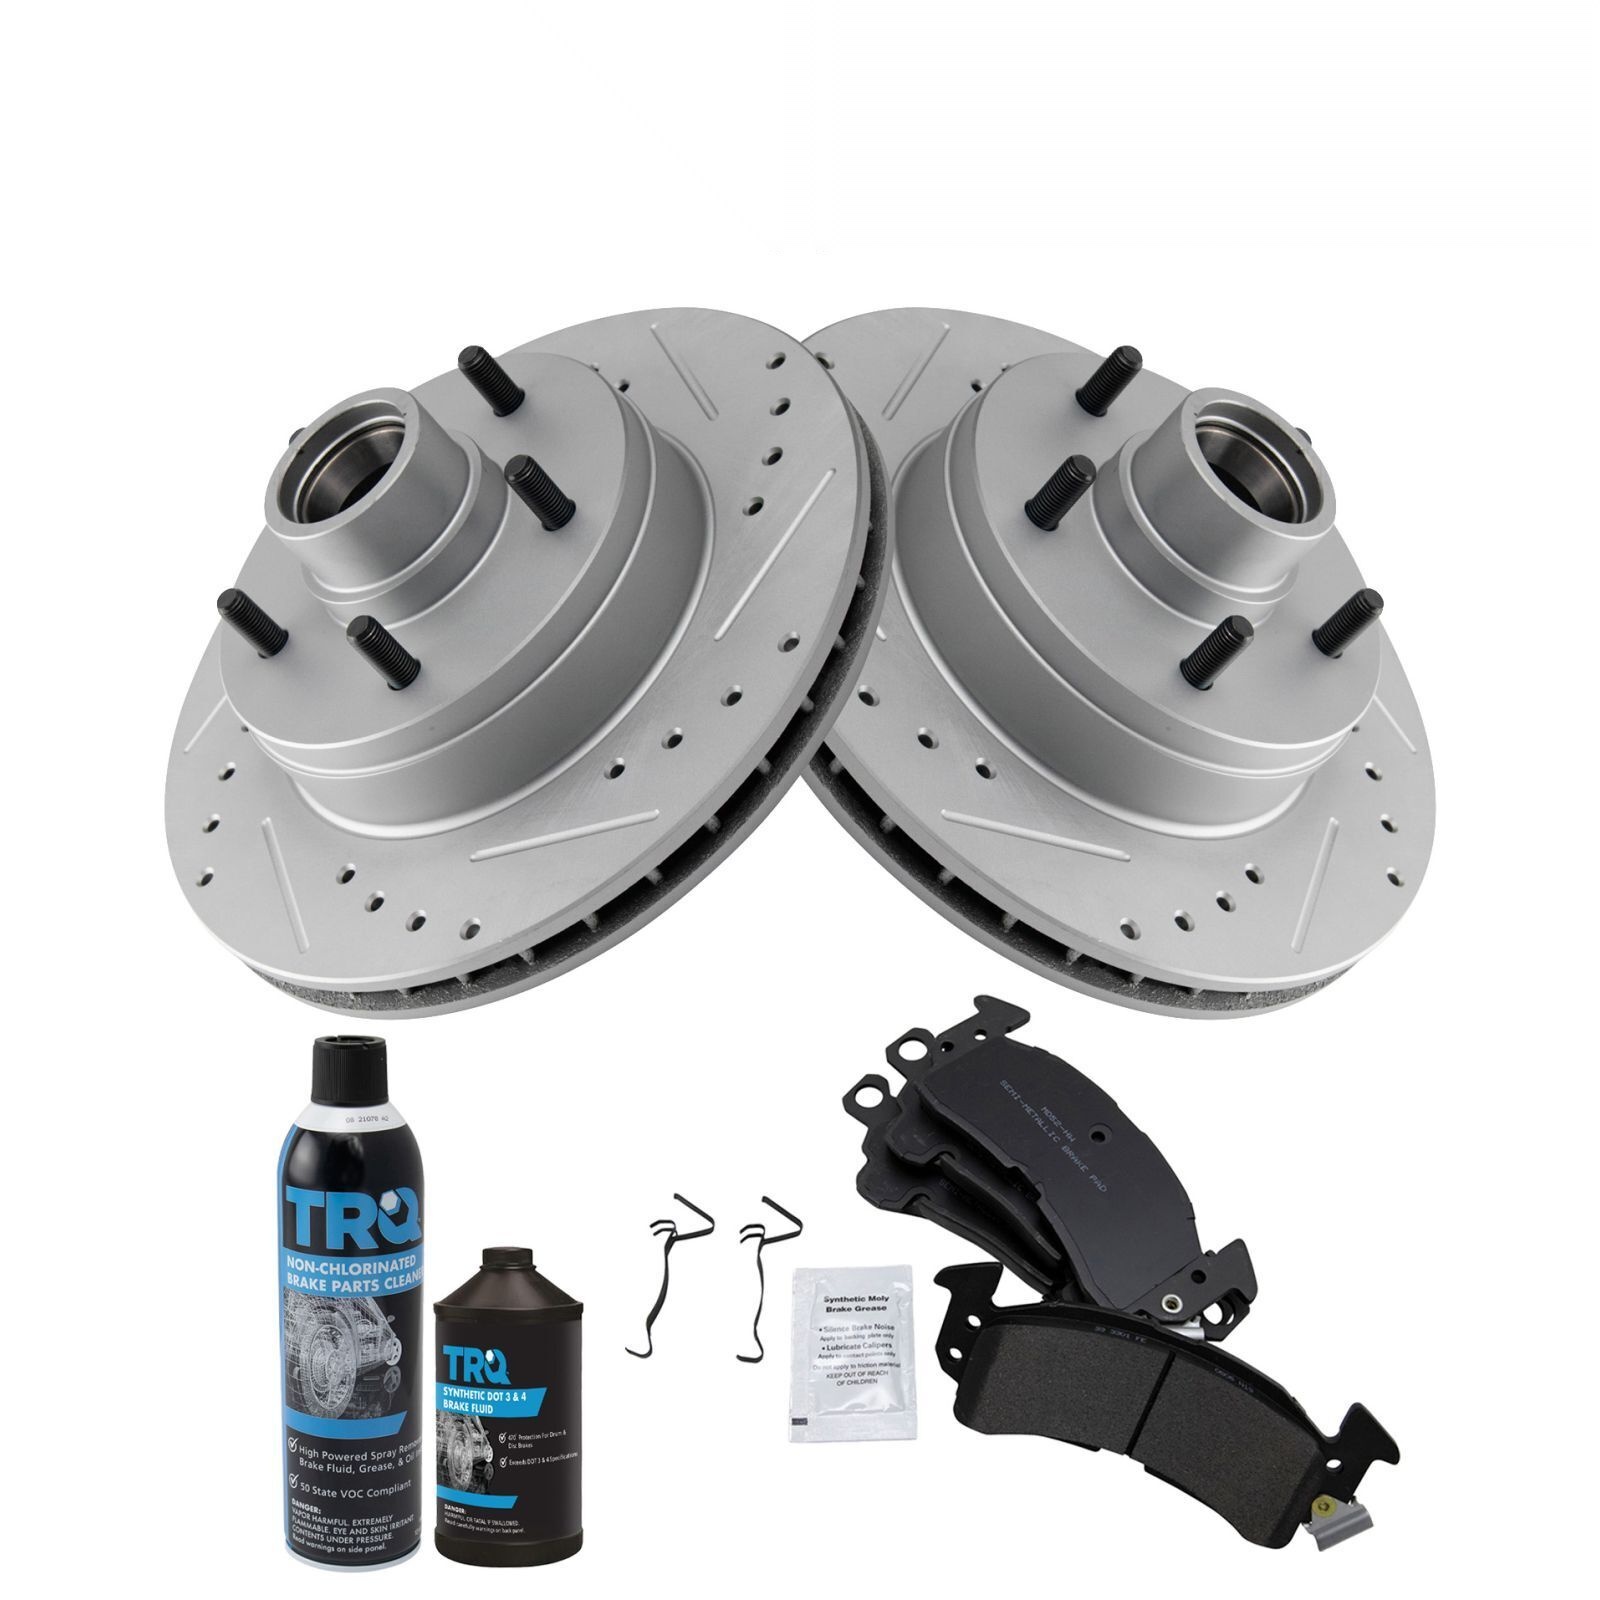 08 21076 A2
TRQ
NON-CHLORINATED
BRAKE PARTS CLEANER
High Powered Spray Remov
Brake Fluid, Grease, & Oil
50 State VOC Compliant
DANGER:
VAPOR HARMFUL. EXTREMELY
FLAMMABLE. EYE AND SKIN IRRITANT
CONTENTS UNDER PRESSURE.
Read warnings on side panel.
TRQ
SYNTHETIC DOT 3 & 4
BRAKE FLUID
420° Protection For Drum &
Disc Brakes
Exceeds DOT 3 & 4 Specifications
DANGER:
HARMFUL OR FATAL IF SWALLOWED.
Read carefully warnings on back panel.
Synthetic Moly
Brake Grease
• Silence Brake Noise
Apply to backing plate only
• Lubricate Calipers
Apply to contact points only
Do not apply to friction material
KEEP OUT OF REACH
OF CHILDREN
MD52-HH
SEMI-METALLIC BRAKE PAD